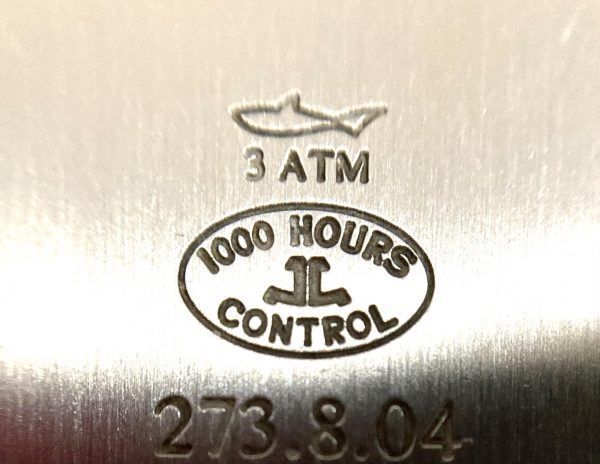 3 ATM
1000 HOURS
CONTROL
273.8.04